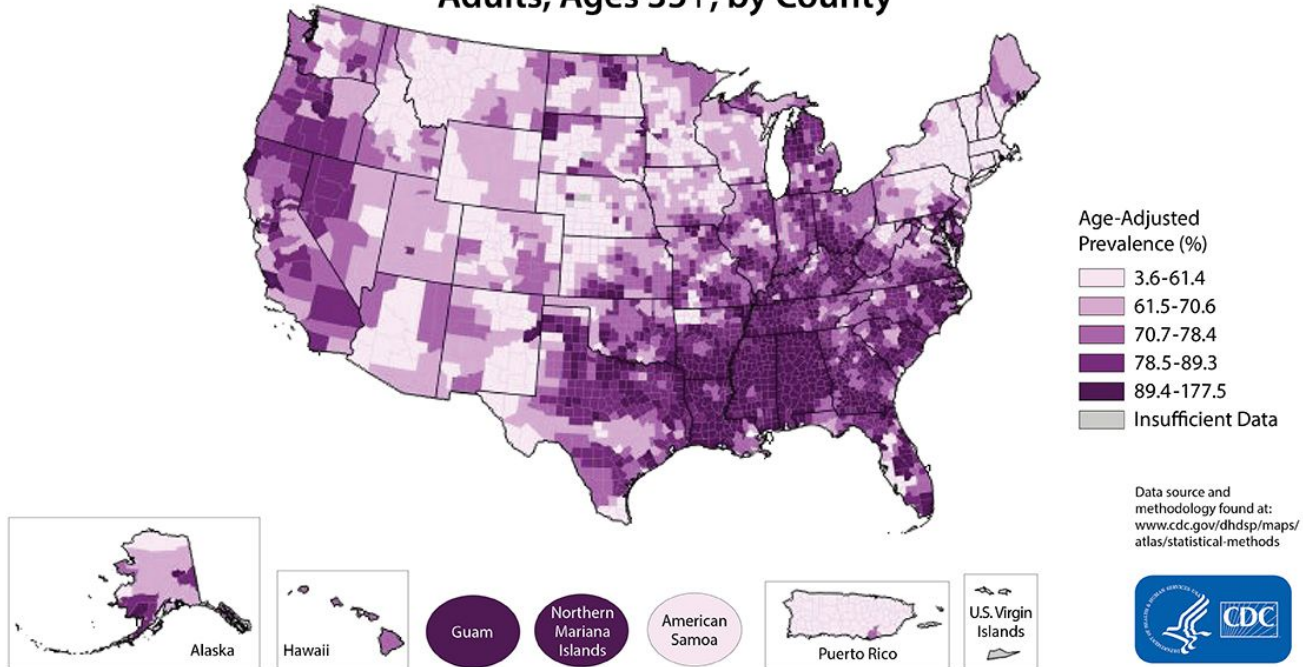 Adults, Ages 35+, by County
Age-Adjusted
Prevalence (%)
3.6-61.4
61.5-70.6
70.7-78.4
78.5-89.3
89.4-177.5
Insufficient Data
Data source and
methodology found at:
www.cdc.gov/dhdsp/maps/
atlas/statistical-methods
Alaska
Hawaii
Guam
Northern
Mariana
Islands
American
Samoa
Puerto Rico
U.S. Virgin
Islands
CDC